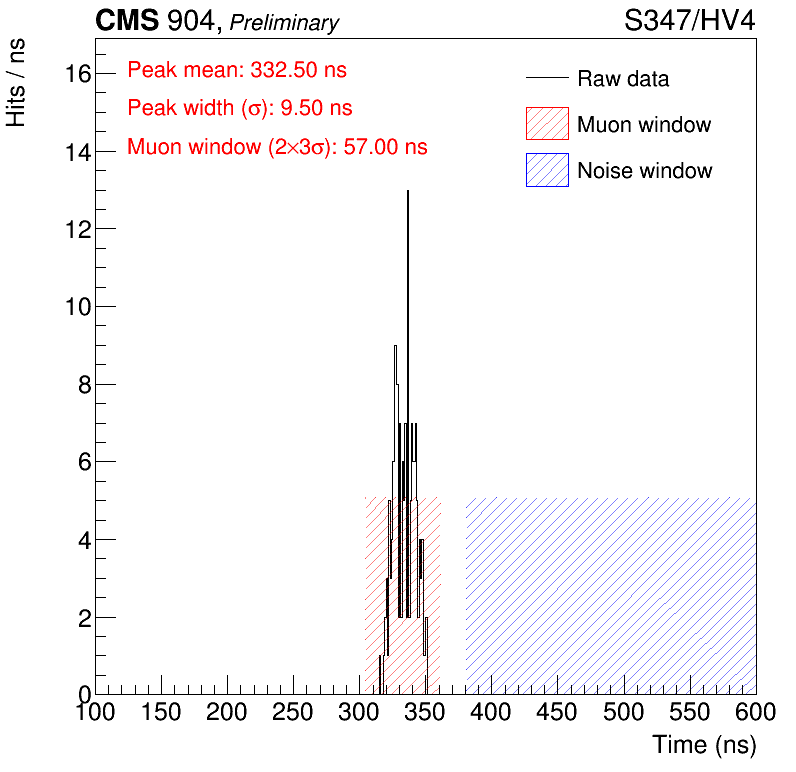 CMS 904, Preliminary S347/HV4
Hits / ns
Peak mean: 332.50 ns
Peak width (σ): 9.50 ns
Muon window (2×3σ): 57.00 ns
Raw data
Muon window
Noise window
16
14
12
10
8
6
4
2
0
100 150 200 250 300 350 400 450 500 550 600
Time (ns)